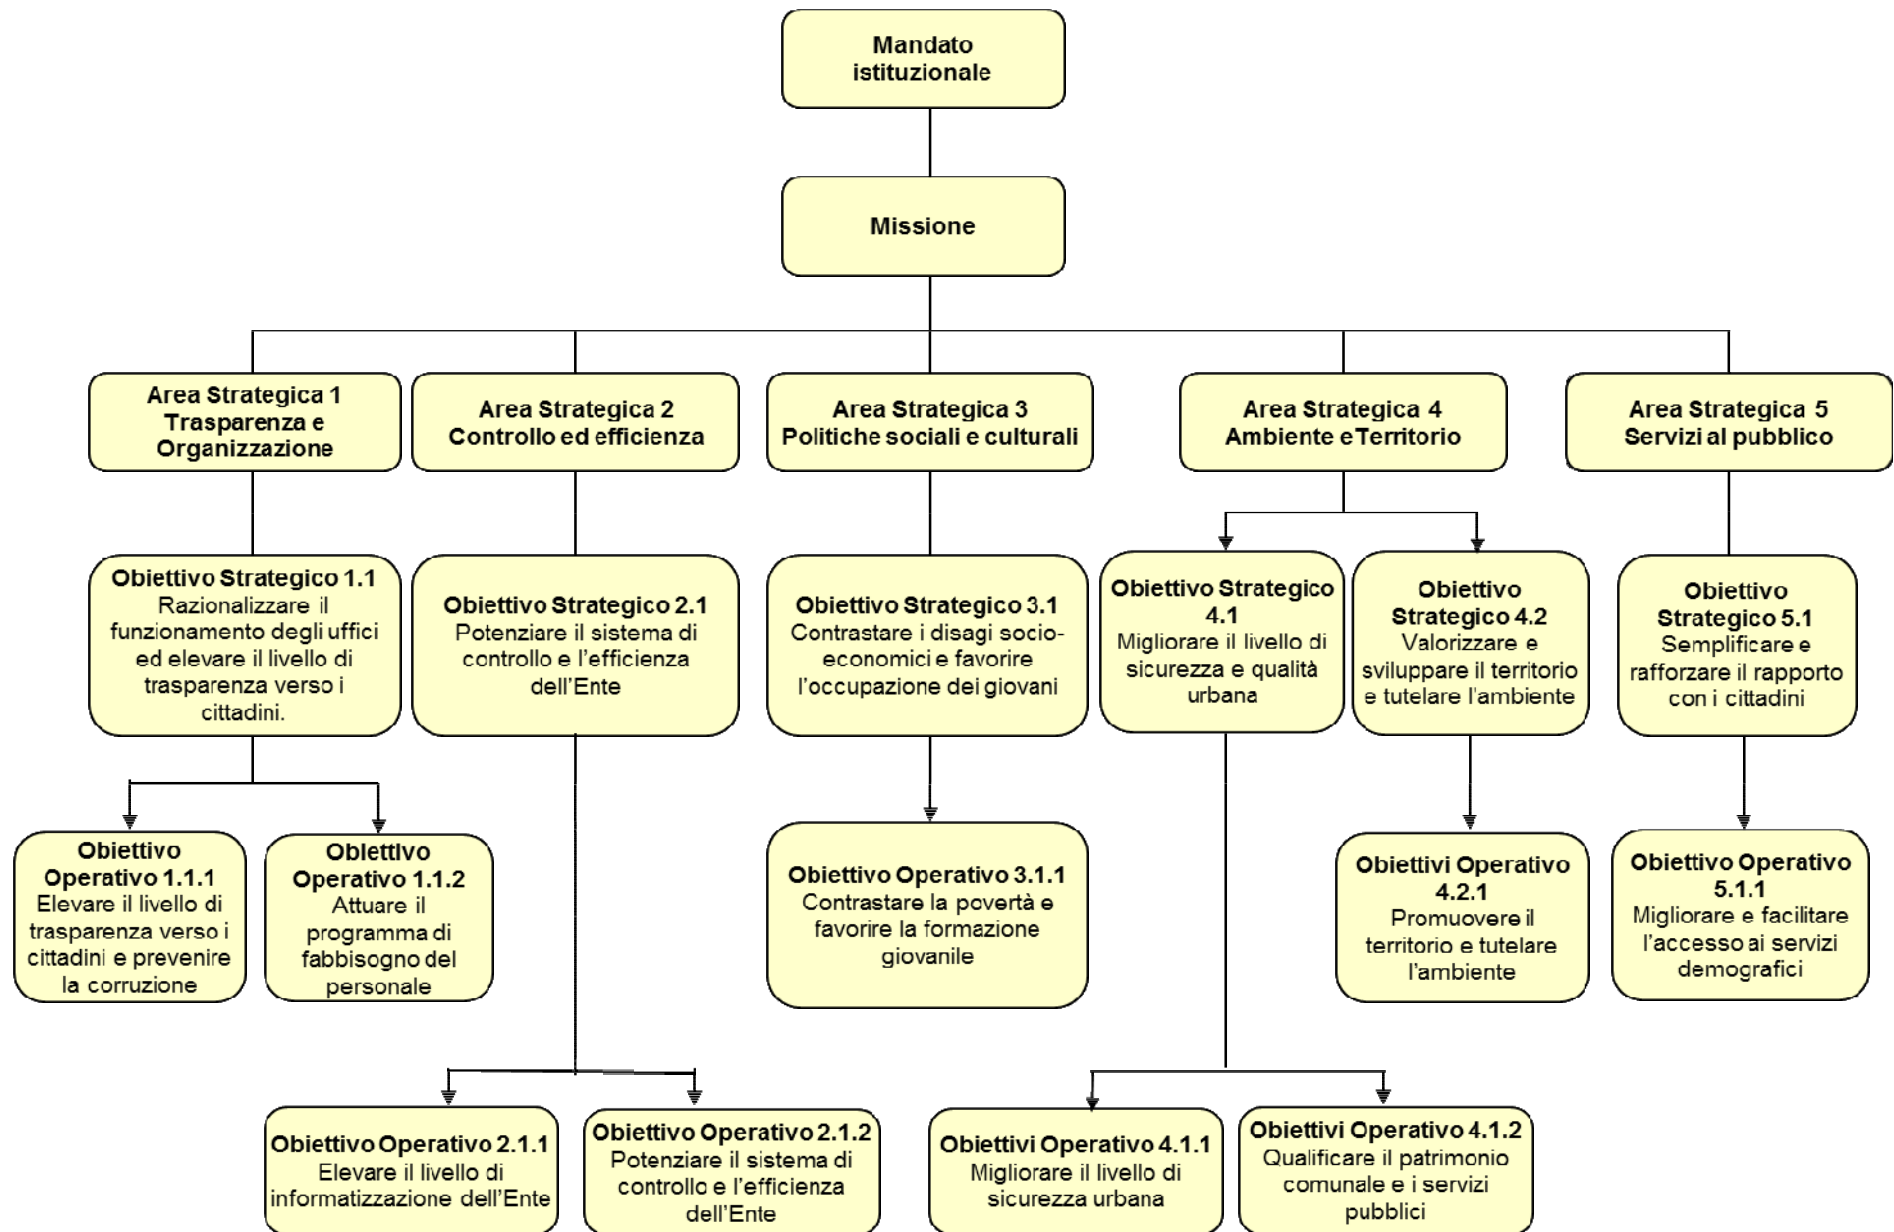 Mandato
istituzionale
Missione
Area Strategica 1
Trasparenza e
Organizzazione
Area Strategica 2
Controllo ed efficienza
Area Strategica 3
Politiche sociali e culturali
Area Strategica 4
Ambiente e Territorio
Area Strategica 5
Servizi al pubblico
Obiettivo Strategico 1.1
Razionalizzare il
funzionamento degli uffici
ed elevare il livello di
trasparenza verso i
cittadini.
Obiettivo Strategico 2.1
Potenziare il sistema di
controllo e l'efficienza
dell'Ente
Obiettivo Strategico 3.1
Contrastare i disagi socio-
economici e favorire
l'occupazione dei giovani
Obiettivo Strategico
4.1
Migliorare il livello di
sicurezza e qualità
urbana
Obiettivo
Strategico 4.2
Valorizzare e
sviluppare il territorio
e tutelare l'ambiente
Obiettivo
Strategico 5.1
Semplificare e
rafforzare il rapporto
con i cittadini
Obiettivo
Operativo 1.1.1
Elevare il livello di
trasparenza verso i
cittadini e prevenire
la corruzione
Obiettivo
Operativo 1.1.2
Attuare il
programma di
fabbisogno del
personale
Obiettivo Operativo 3.1.1
Contrastare la povertà e
favorire la formazione
giovanile
Obiettivi Operativo
4.2.1
Promuovere il
territorio e tutelare
l'ambiente
Obiettivo Operativo
5.1.1
Migliorare e facilitare
l'accesso ai servizi
demografici
Obiettivo Operativo 2.1.1
Elevare il livello di
informatizzazione dell'Ente
Obiettivo Operativo 2.1.2
Potenziare il sistema di
controllo e l'efficienza
dell'Ente
Obiettivi Operativo 4.1.1
Migliorare il livello di
sicurezza urbana
Obiettivi Operativo 4.1.2
Qualificare il patrimonio
comunale e i servizi
pubblici